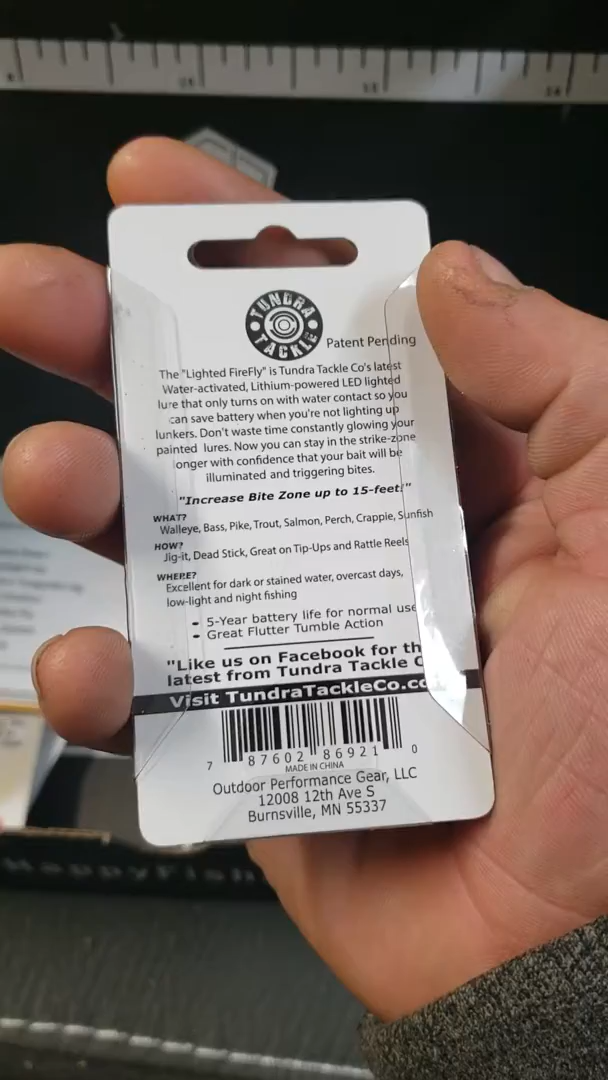 TUNDRA
TACKLE
Patent Pending
The "Lighted FireFly" is Tundra Tackle Co's latest
Water-activated, Lithium-powered LED lighted
lure that only turns on with water contact so you
can save battery when you're not lighting up
lunkers. Don't waste time constantly glowing your
painted lures. Now you can stay in the strike-zone
onger with confidence that your bait will be
illuminated and triggering bites.
"Increase Bite Zone up to 15-feet!"
WHAT?
Walleye, Bass, Pike, Trout, Salmon, Perch, Crappie, Sunfish
HOW?
Jig-it, Dead Stick, Great on Tip-Ups and Rattle Reels
WHERE?
Excellent for dark or stained water, overcast days,
low-light and night fishing
- 5-Year battery life for normal use
- Great Flutter Tumble Action
"Like us on Facebook for th
latest from Tundra Tackle C
Visit TundraTackleCo.co
7 87602 86921 0
MADE IN CHINA
Outdoor Performance Gear, LLC
12008 12th Ave S
Burnsville, MN 55337
HappyFish